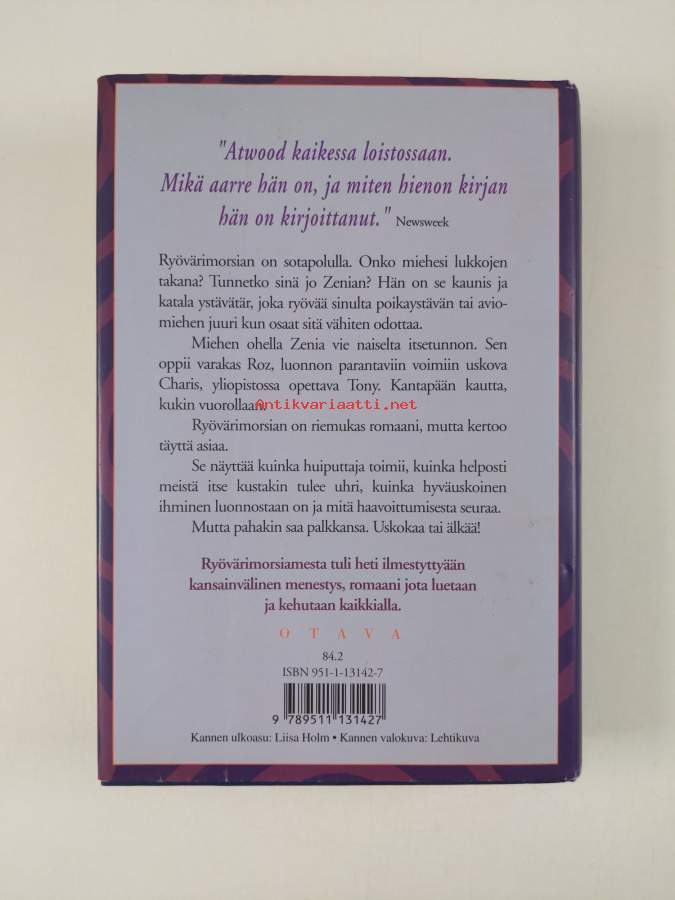 "Atwood kaikessa loistossaan.
Mikä aarre hän on, ja miten hienon kirjan
hän on kirjoittanut." Newsweek
Ryövärimorsian on sotapolulla. Onko miehesi lukkojen
takana? Tunnetko sinä jo Zenian? Hän on se kaunis ja
katala ystävätär, joka ryövää sinulta poikaystävän tai avio-
miehen juuri kun osaat sitä vähiten odottaa.
Miehen ohella Zenia vie naiselta itsetunnon. Sen
oppii varakas Roz, luonnon parantaviin voimiin uskova
Charis, yliopistossa opettava Tony. Kantapään kautta,
kukin vuorollaan.
Antikvariaatti.net
Ryövärimorsian on riemukas romaani, mutta kertoo
täyttä asiaa.
Se näyttää kuinka huiputtaja toimii, kuinka helposti
meistä itse kustakin tulee uhri, kuinka hyväuskoinen
ihminen luonnostaan on ja mitä haavoittumisesta seuraa.
Mutta pahakin saa palkkansa. Uskokaa tai älkää!
Ryövärimorsiamesta tuli heti ilmestyttyään
kansainvälinen menestys, romaani jota luetaan
ja kehutaan kaikkialla.
OTAVA
84.2
ISBN 951-1-13142-7
9 789511 131427
Kannen ulkoasu: Liisa Holm • Kannen valokuva: Lehtikuva